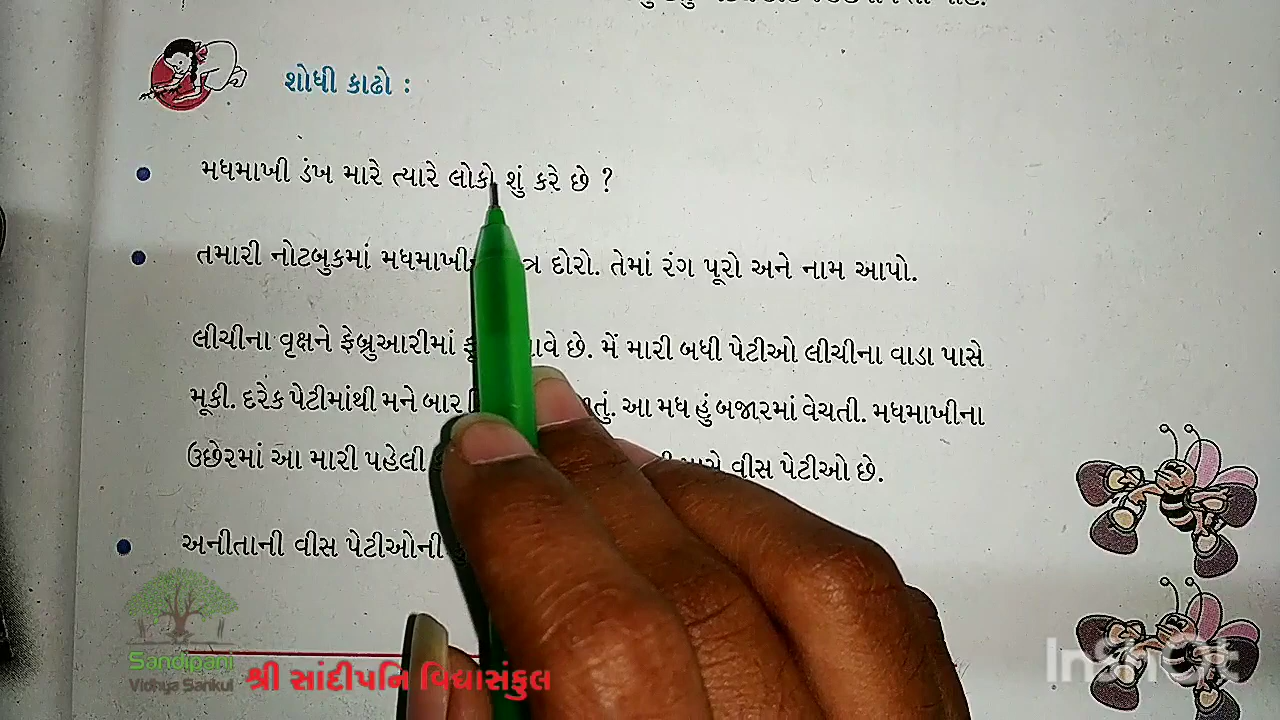 શોધી કાઢો :
મધમાખી ડંખ મારે ત્યારે લોકો શું કરે છે ?
તમારી નોટબુકમાં મધમાખી દોરો. તેમાં રંગ પૂરો અને નામ આપો.
લીચીના વૃક્ષને ફેબ્રુઆરીમાં છે. મેં મારી બધી પેટીઓ લીચીના વાડા પાસે
મૂકી. દરેક પેટીમાંથી મને બાર આ મધ હું બજારમાં વેચતી. મધમાખીના
ઉછેરમાં આ મારી પહેલી વીસ પેટીઓ છે.
અનીતાની વીસ પેટીઓની
Sandipani
Vidhya Sankul
શ્રી સાંદીપનિ વિદ્યાસંકુલ
InShOt